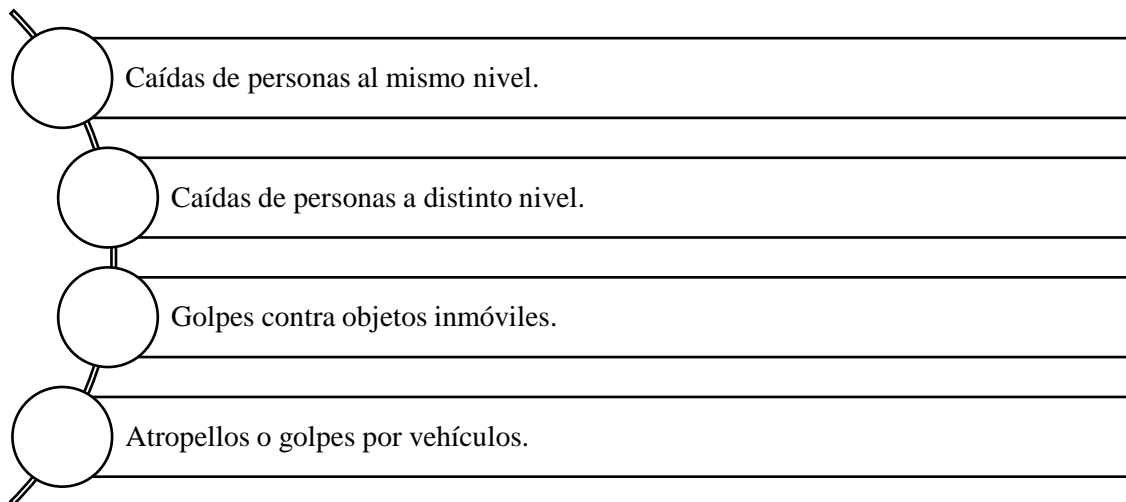 Caídas de personas al mismo nivel.
Caídas de personas a distinto nivel.
Golpes contra objetos inmóviles.
Atropellos o golpes por vehículos.